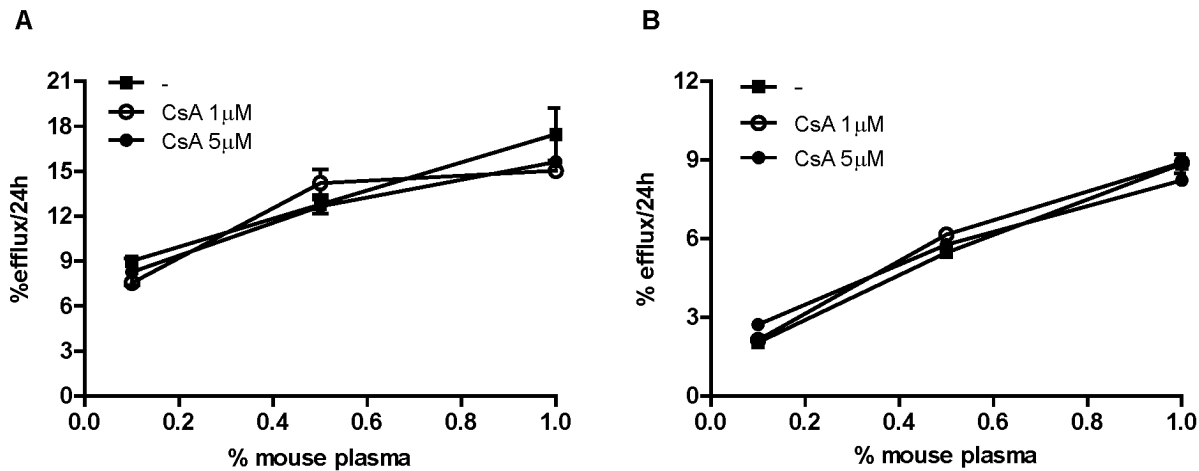 A
21
18
15
12
9
6
3
0
%efflux/24h
-
CsA 1μM
CsA 5μM
0.0 0.2 0.4 0.6 0.8 1.0
% mouse plasma
B
12
9
6
3
0
% efflux/24h
-
CsA 1μM
CsA 5μM
0.0 0.2 0.4 0.6 0.8 1.0
% mouse plasma